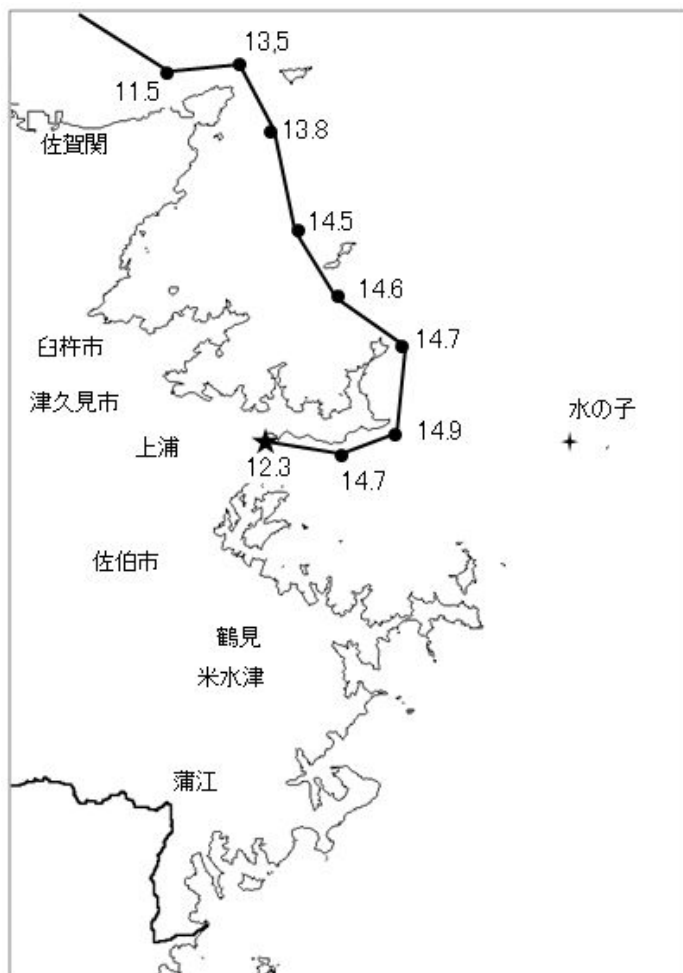 13,5
11.5
13.8
佐賀関
14.5
14.6
14.7
臼杵市
津久見市
水の子
上浦
14.9
12.3
14.7
佐伯市
鶴見
米水津
蒲江